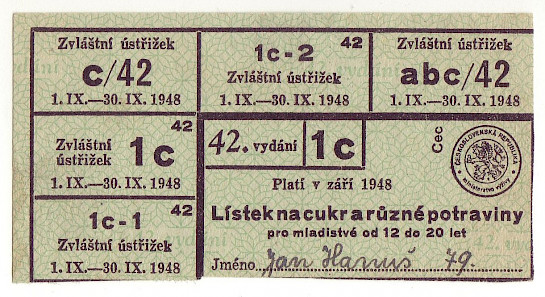 Zvláštní ústřižek
c/42
1. IX.—30. IX. 1948
1c-2 42
Zvláštní ústřižek
1. IX.—30. IX. 1948
Zvláštní ústřižek
abc/42
1. IX.—30. IX. 1948
42
Zvláštní
ústřižek 1c
1. IX.—30. IX. 1948
1c-1 42
Zvláštní ústřižek
1. IX.—30. IX. 1948
42. vydání 1c
Cec
ČESKOSLOVENSKÁ REPUBLIKA
ministerstvo výživy
Platí v září 1948
Lístek na cukr a různé potraviny
pro mladistvé od 12 do 20 let
Jméno Jan Hanuš 79.